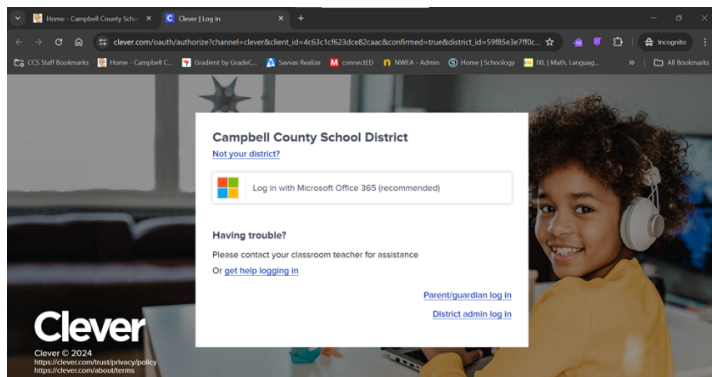 Home - Campbell County Scho
Clever | Log in
clever.com/oauth/authorize?channel=clever&client_id=4c63c1cf623dce82caac&confirmed=true&district_id=59f85e3e7ff0c...
Incognito
CCS Staff Bookmarks
Home - Campbell C...
Gradient by GradeC...
Savvas Realize
connectED
NWEA - Admin
Home | Schoology
IXL | Math, Languag...
»
All Bookmarks
Campbell County School District
Not your district?
Log in with Microsoft Office 365 (recommended)
Having trouble?
Please contact your classroom teacher for assistance
Or get help logging in
Parent/guardian log in
District admin log in
Clever
Clever © 2024
https://clever.com/trust/privacy/policy
https://clever.com/about/terms